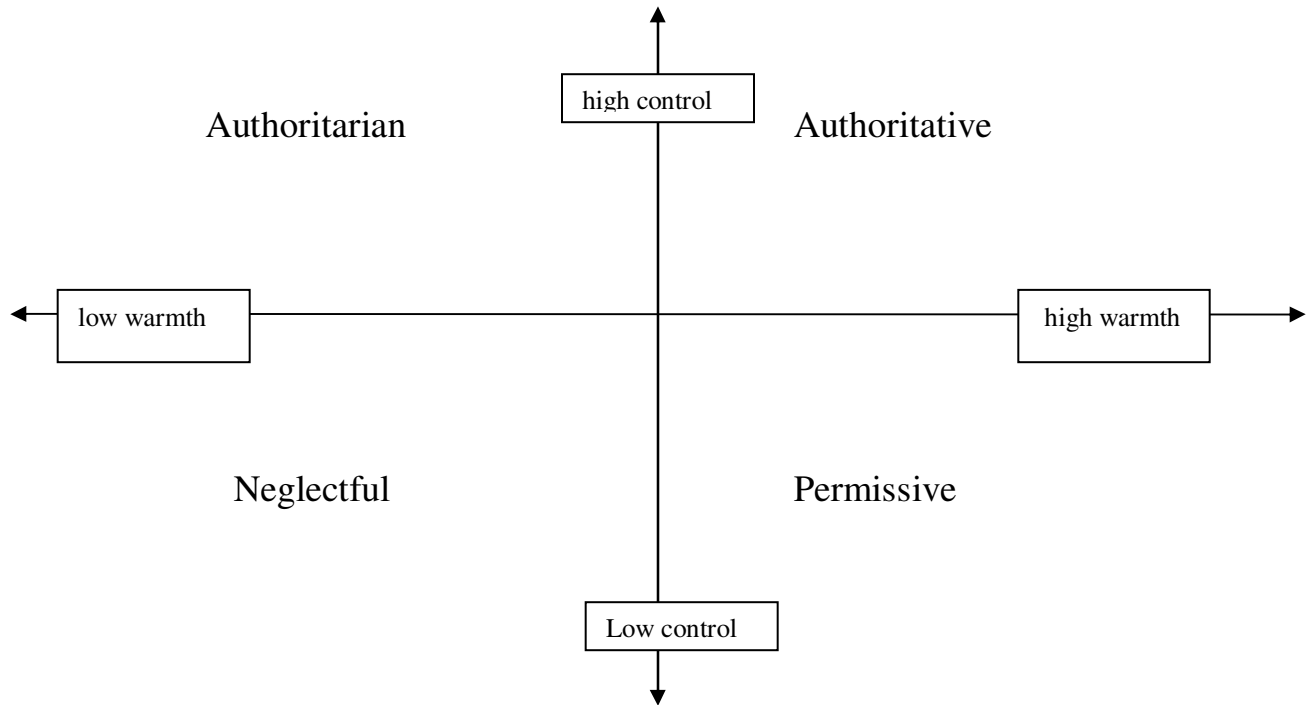 high control
Authoritarian
Authoritative
low warmth
high warmth
Neglectful
Permissive
Low control